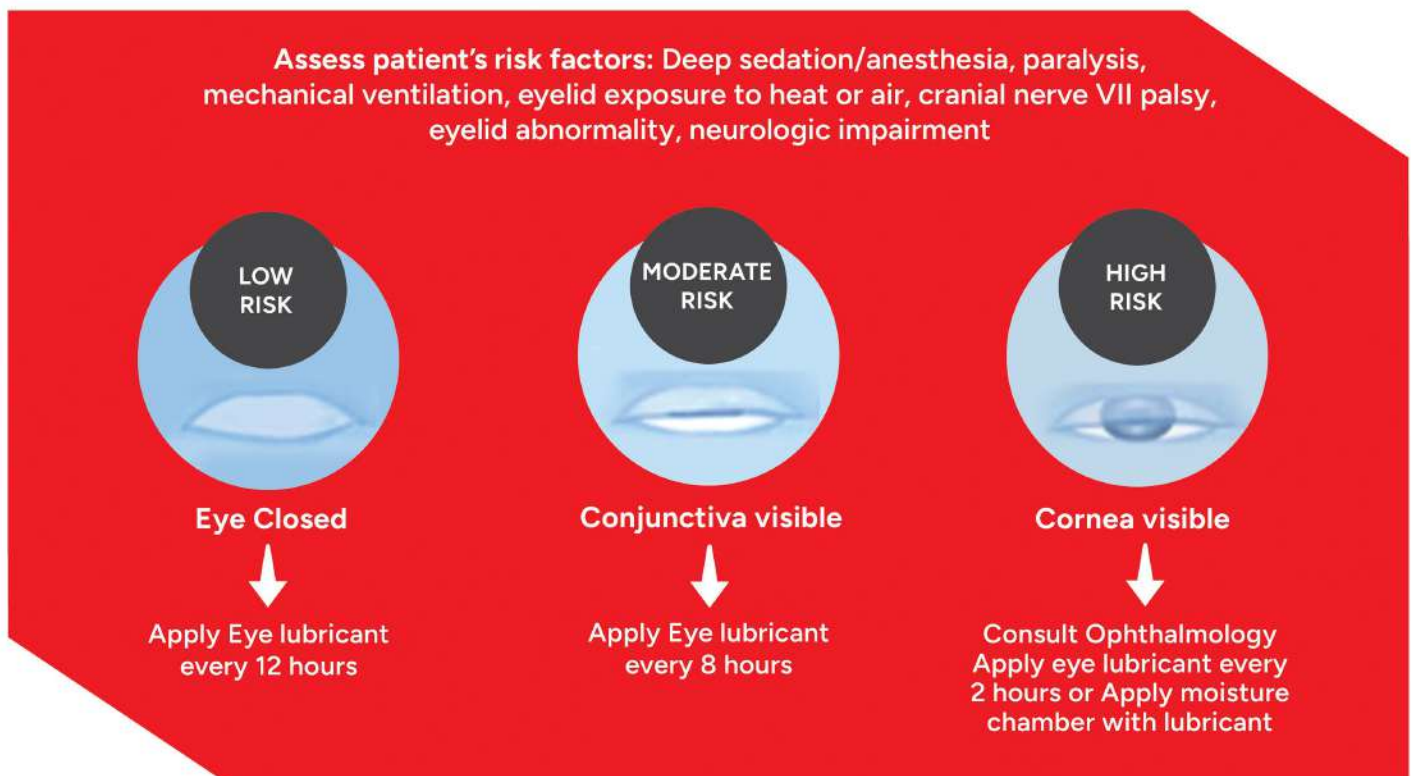 Assess patient's risk factors: Deep sedation/anesthesia, paralysis,
mechanical ventilation, eyelid exposure to heat or air, cranial nerve VII palsy,
eyelid abnormality, neurologic impairment
LOW
RISK
Eye Closed
Apply Eye lubricant
every 12 hours
MODERATE
RISK
Conjunctiva visible
Apply Eye lubricant
every 8 hours
HIGH
RISK
Cornea visible
Consult Ophthalmology
Apply eye lubricant every
2 hours or Apply moisture
chamber with lubricant